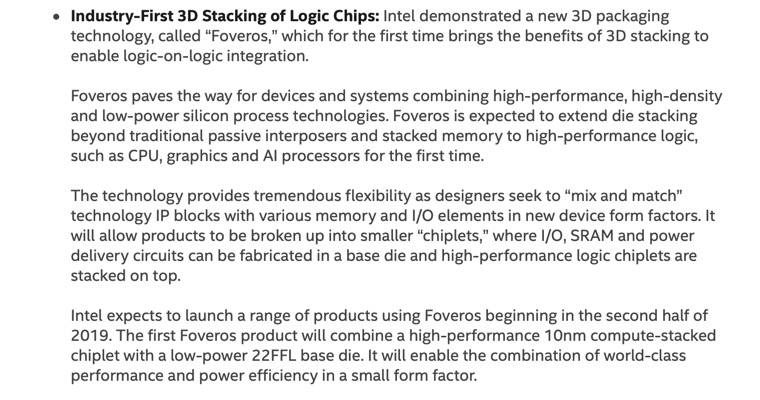 • Industry-First 3D Stacking of Logic Chips: Intel demonstrated a new 3D packaging
technology, called “Foveros,” which for the first time brings the benefits of 3D stacking to
enable logic-on-logic integration.
Foveros paves the way for devices and systems combining high-performance, high-density
and low-power silicon process technologies. Foveros is expected to extend die stacking
beyond traditional passive interposers and stacked memory to high-performance logic,
such as CPU, graphics and AI processors for the first time.
The technology provides tremendous flexibility as designers seek to “mix and match”
technology IP blocks with various memory and I/O elements in new device form factors. It
will allow products to be broken up into smaller “chiplets,” where I/O, SRAM and power
delivery circuits can be fabricated in a base die and high-performance logic chiplets are
stacked on top.
Intel expects to launch a range of products using Foveros beginning in the second half of
2019. The first Foveros product will combine a high-performance 10nm compute-stacked
chiplet with a low-power 22FFL base die. It will enable the combination of world-class
performance and power efficiency in a small form factor.